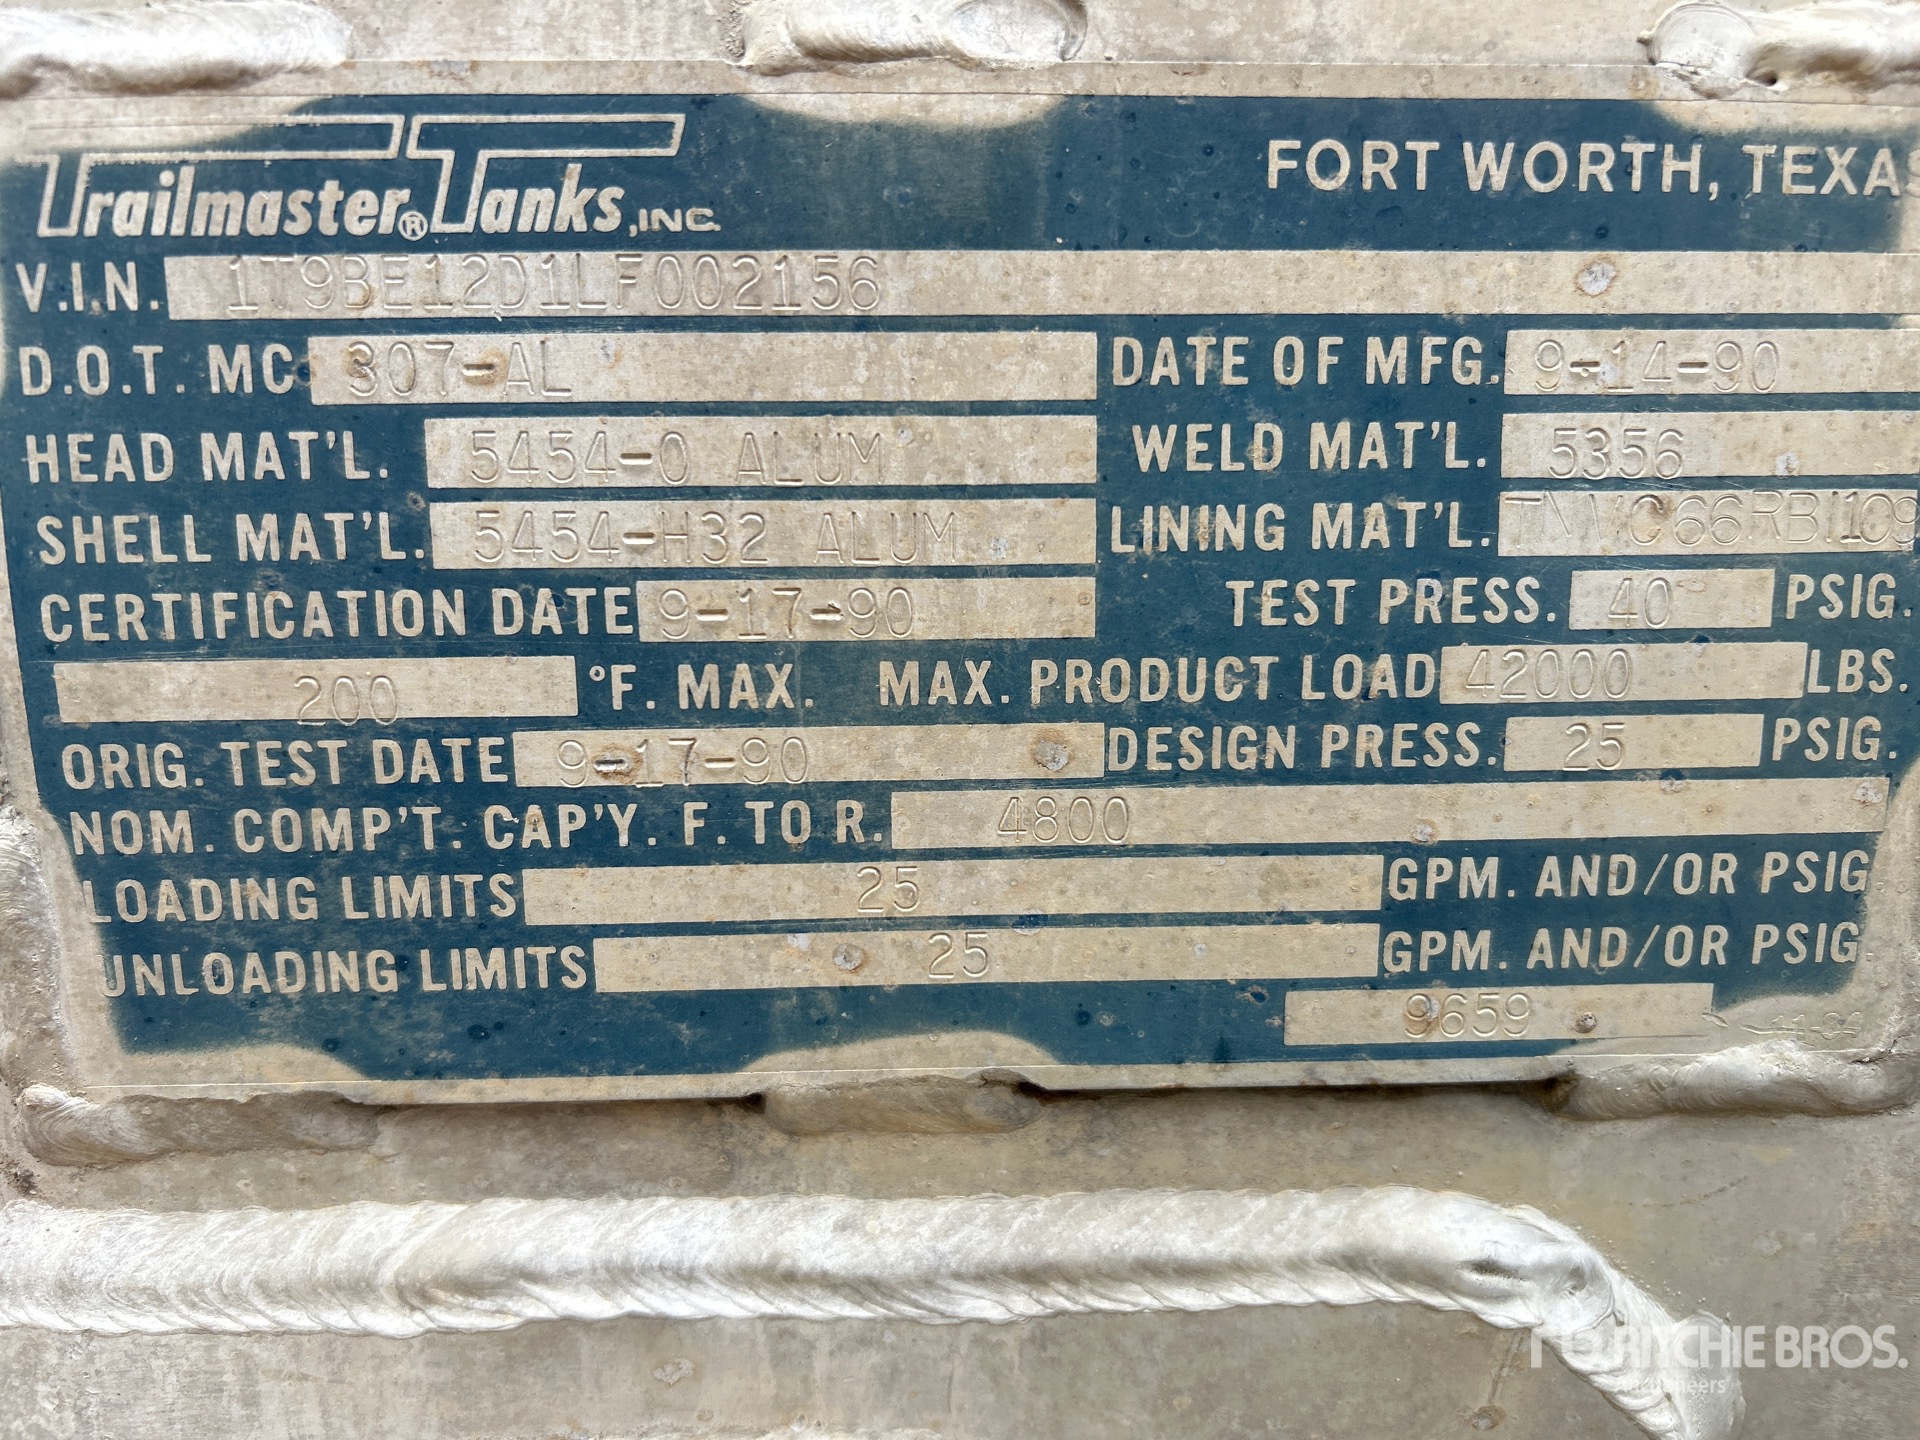 Trailmaster® Tanks, INC. FORT WORTH, TEXAS
V.I.N. 1T9BE12D1LF002156
D.O.T. MC 307-AL DATE OF MFG. 9-14-90
HEAD MAT'L. 5454-0 ALUM WELD MAT'L. 5356
SHELL MAT'L. 5454-H32 ALUM LINING MAT'L.
CERTIFICATION DATE 9-17-90 TEST PRESS. 40 PSIG.
200 °F. MAX. MAX. PRODUCT LOAD 42000 LBS.
ORIG. TEST DATE 9-17-90 DESIGN PRESS. 25 PSIG.
NOM. COMP'T. CAP'Y. F. TO R. 4800
LOADING LIMITS 25 GPM. AND/OR PSIG.
UNLOADING LIMITS 25 GPM. AND/OR PSIG
9659
RITCHIE BROS.
Auctioneers